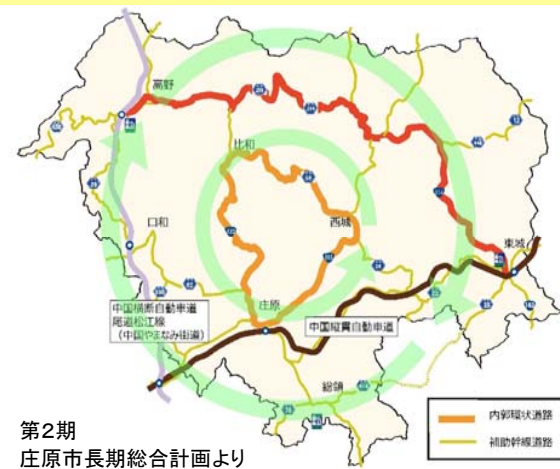 高野
比和
口和
西城
東城
庄原
中国横断自動車道
尾道松江線
(中国やまなみ街道)
中国縦貫自動車道
総領
内郭環状道路
補助幹線道路
第2期
庄原市長期総合計画より